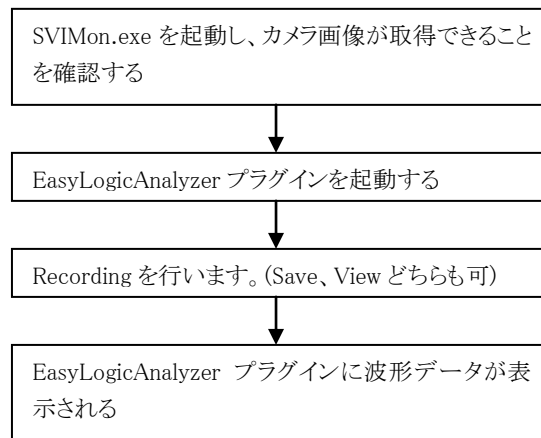 SVIMon.exe を起動し、カメラ画像が取得できること
を確認する
EasyLogicAnalyzer プラグインを起動する
Recording を行います。(Save、View どちらも可)
EasyLogicAnalyzer プラグインに波形データが表
示される